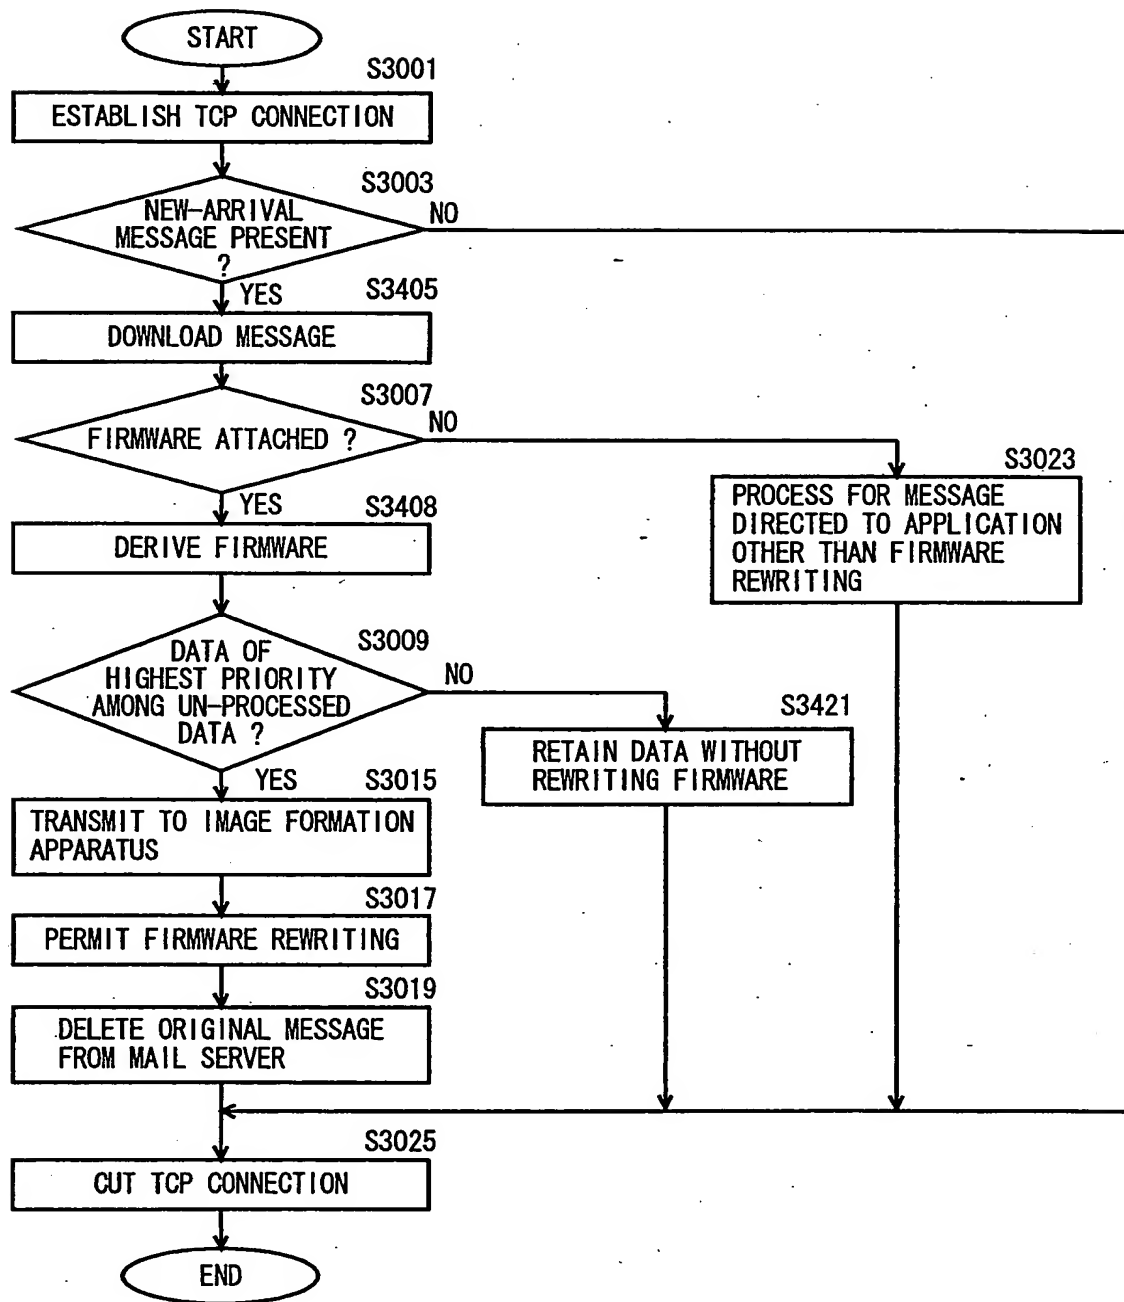 START
S3001
ESTABLISH TCP CONNECTION
S3003
NEW-ARRIVAL
MESSAGE PRESENT
?
NO
YES
S3405
DOWNLOAD MESSAGE
S3007
FIRMWARE ATTACHED ?
NO
YES
S3023
PROCESS FOR MESSAGE
DIRECTED TO APPLICATION
OTHER THAN FIRMWARE
REWRITING
S3408
DERIVE FIRMWARE
S3009
DATA OF
HIGHEST PRIORITY
AMONG UN-PROCESSED
DATA ?
NO
YES
S3421
RETAIN DATA WITHOUT
REWRITING FIRMWARE
S3015
TRANSMIT TO IMAGE FORMATION
APPARATUS
S3017
PERMIT FIRMWARE REWRITING
S3019
DELETE ORIGINAL MESSAGE
FROM MAIL SERVER
S3025
CUT TCP CONNECTION
END